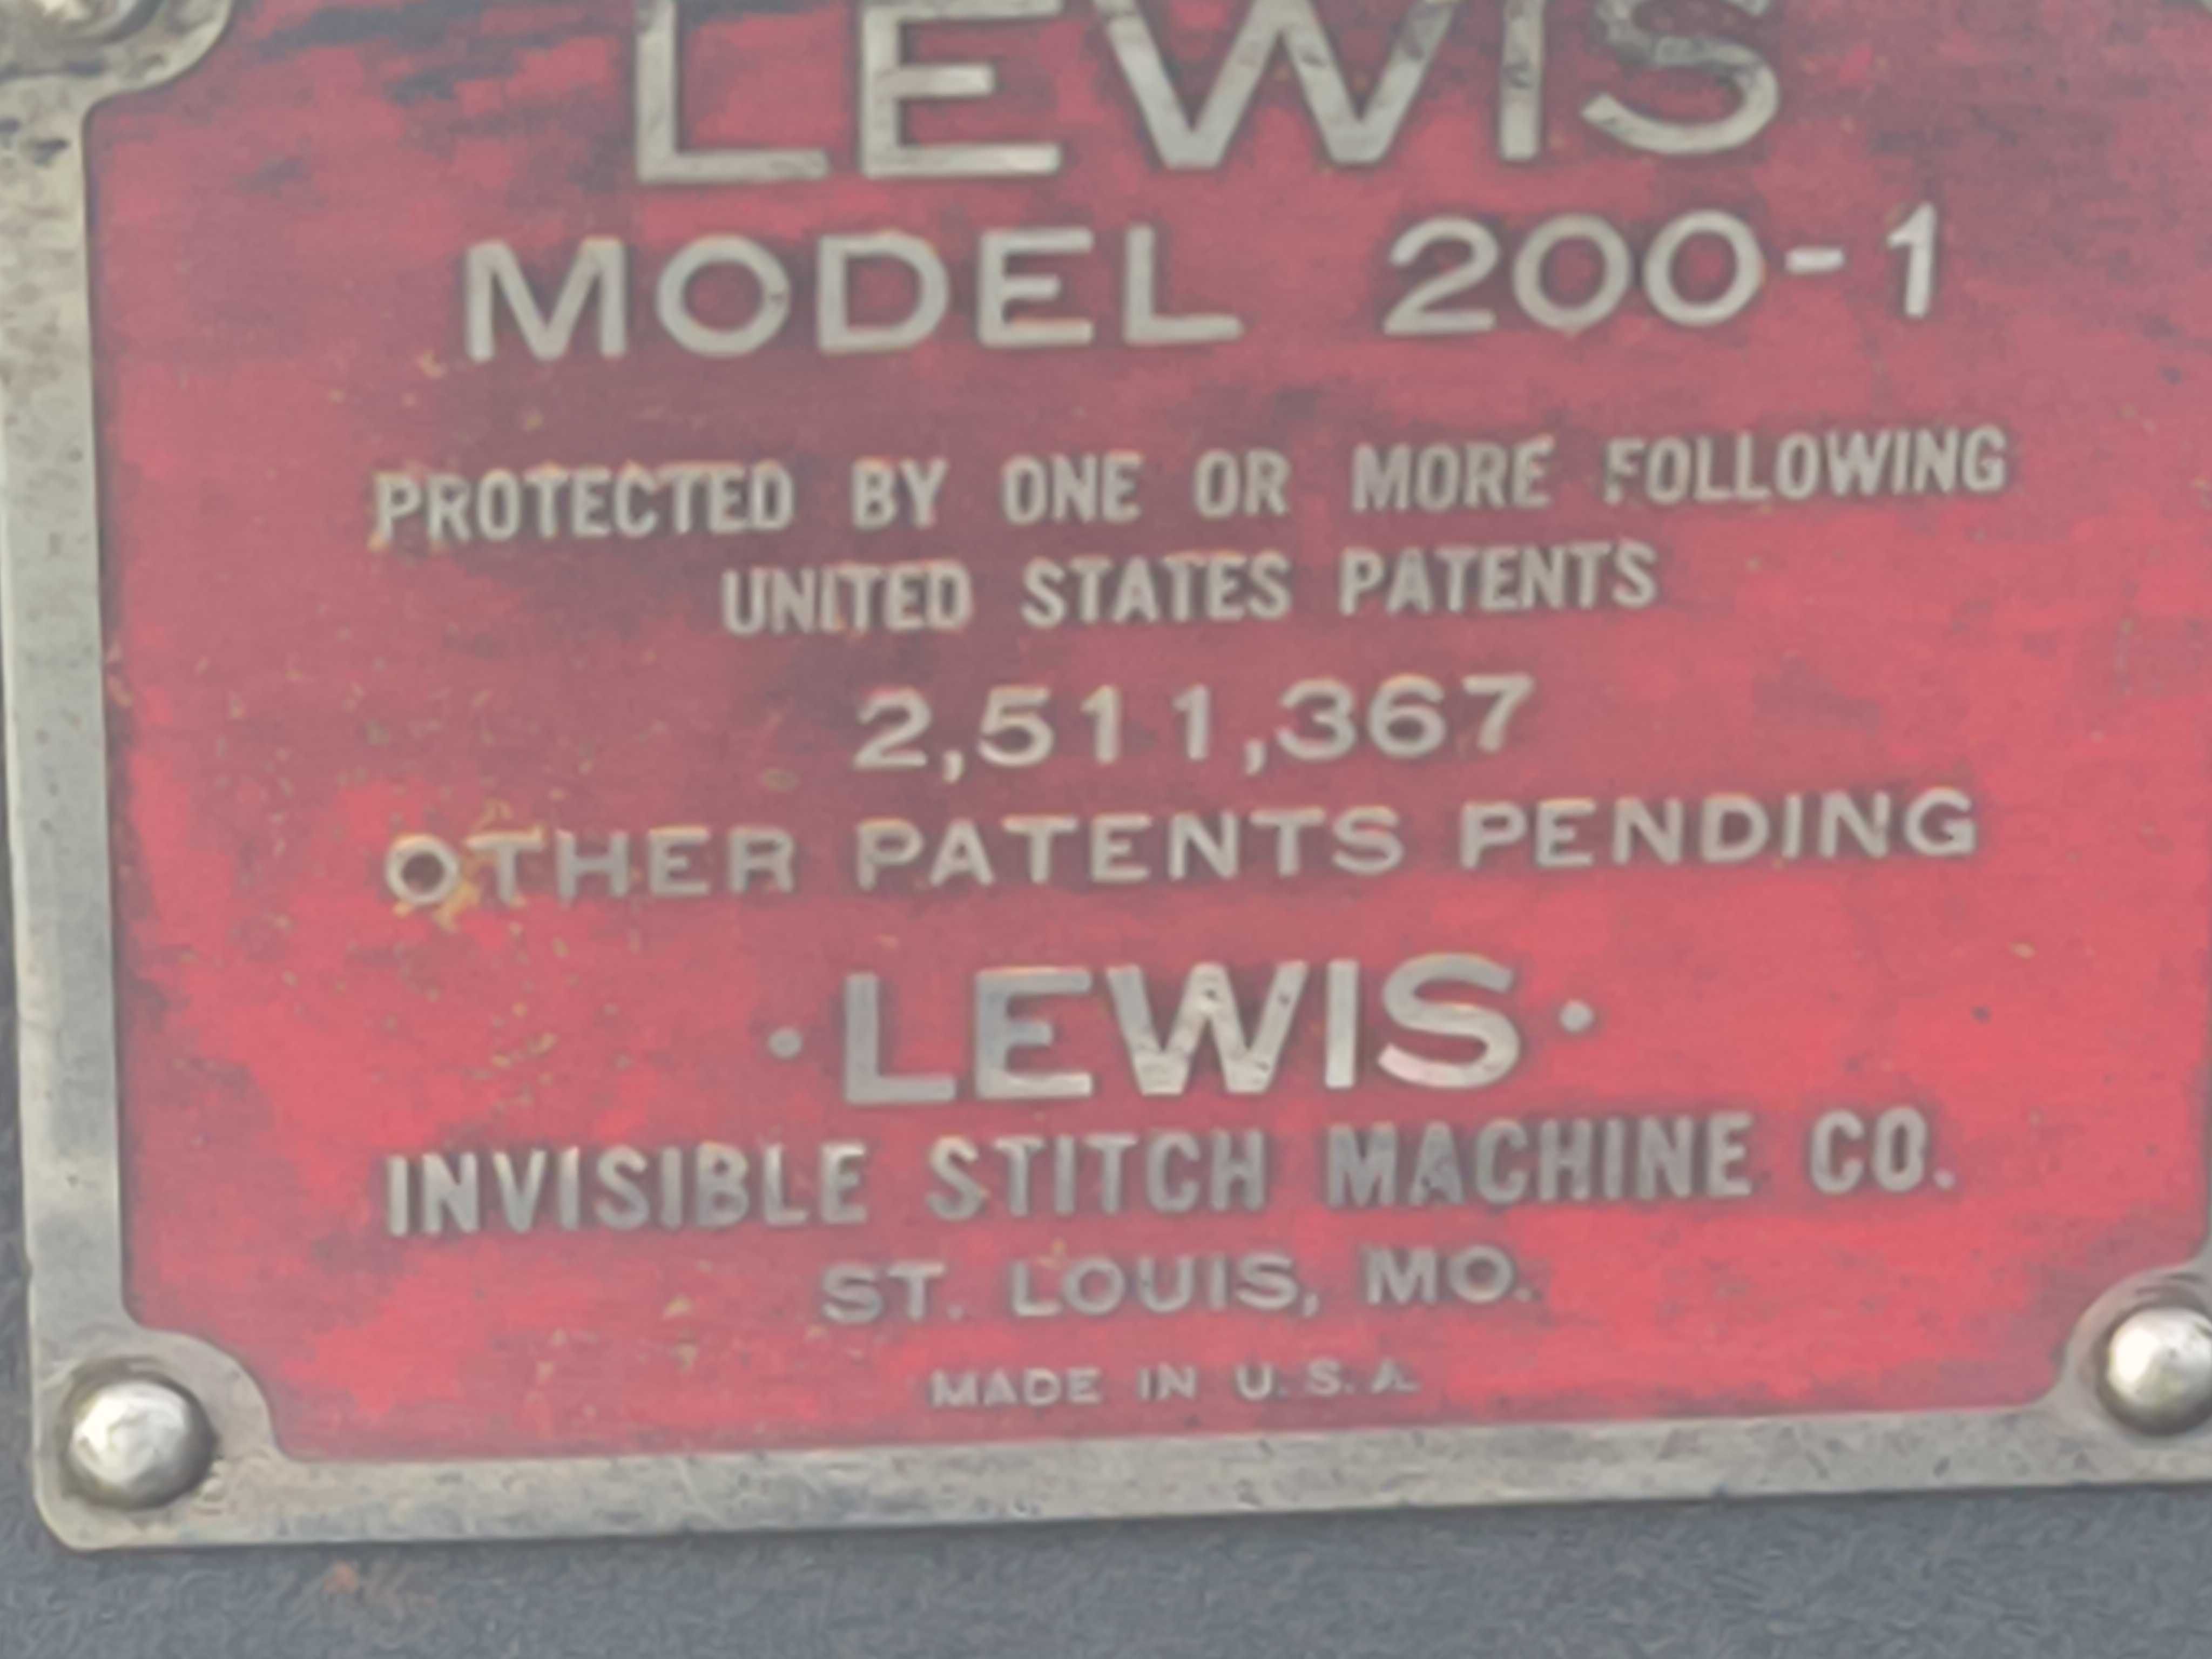 LEWIS
MODEL 200-1
PROTECTED BY ONE OR MORE FOLLOWING
UNITED STATES PATENTS
2,511,367
OTHER PATENTS PENDING
·LEWIS·
INVISIBLE STITCH MACHINE CO.
ST. LOUIS, MO.
MADE IN U.S.A.